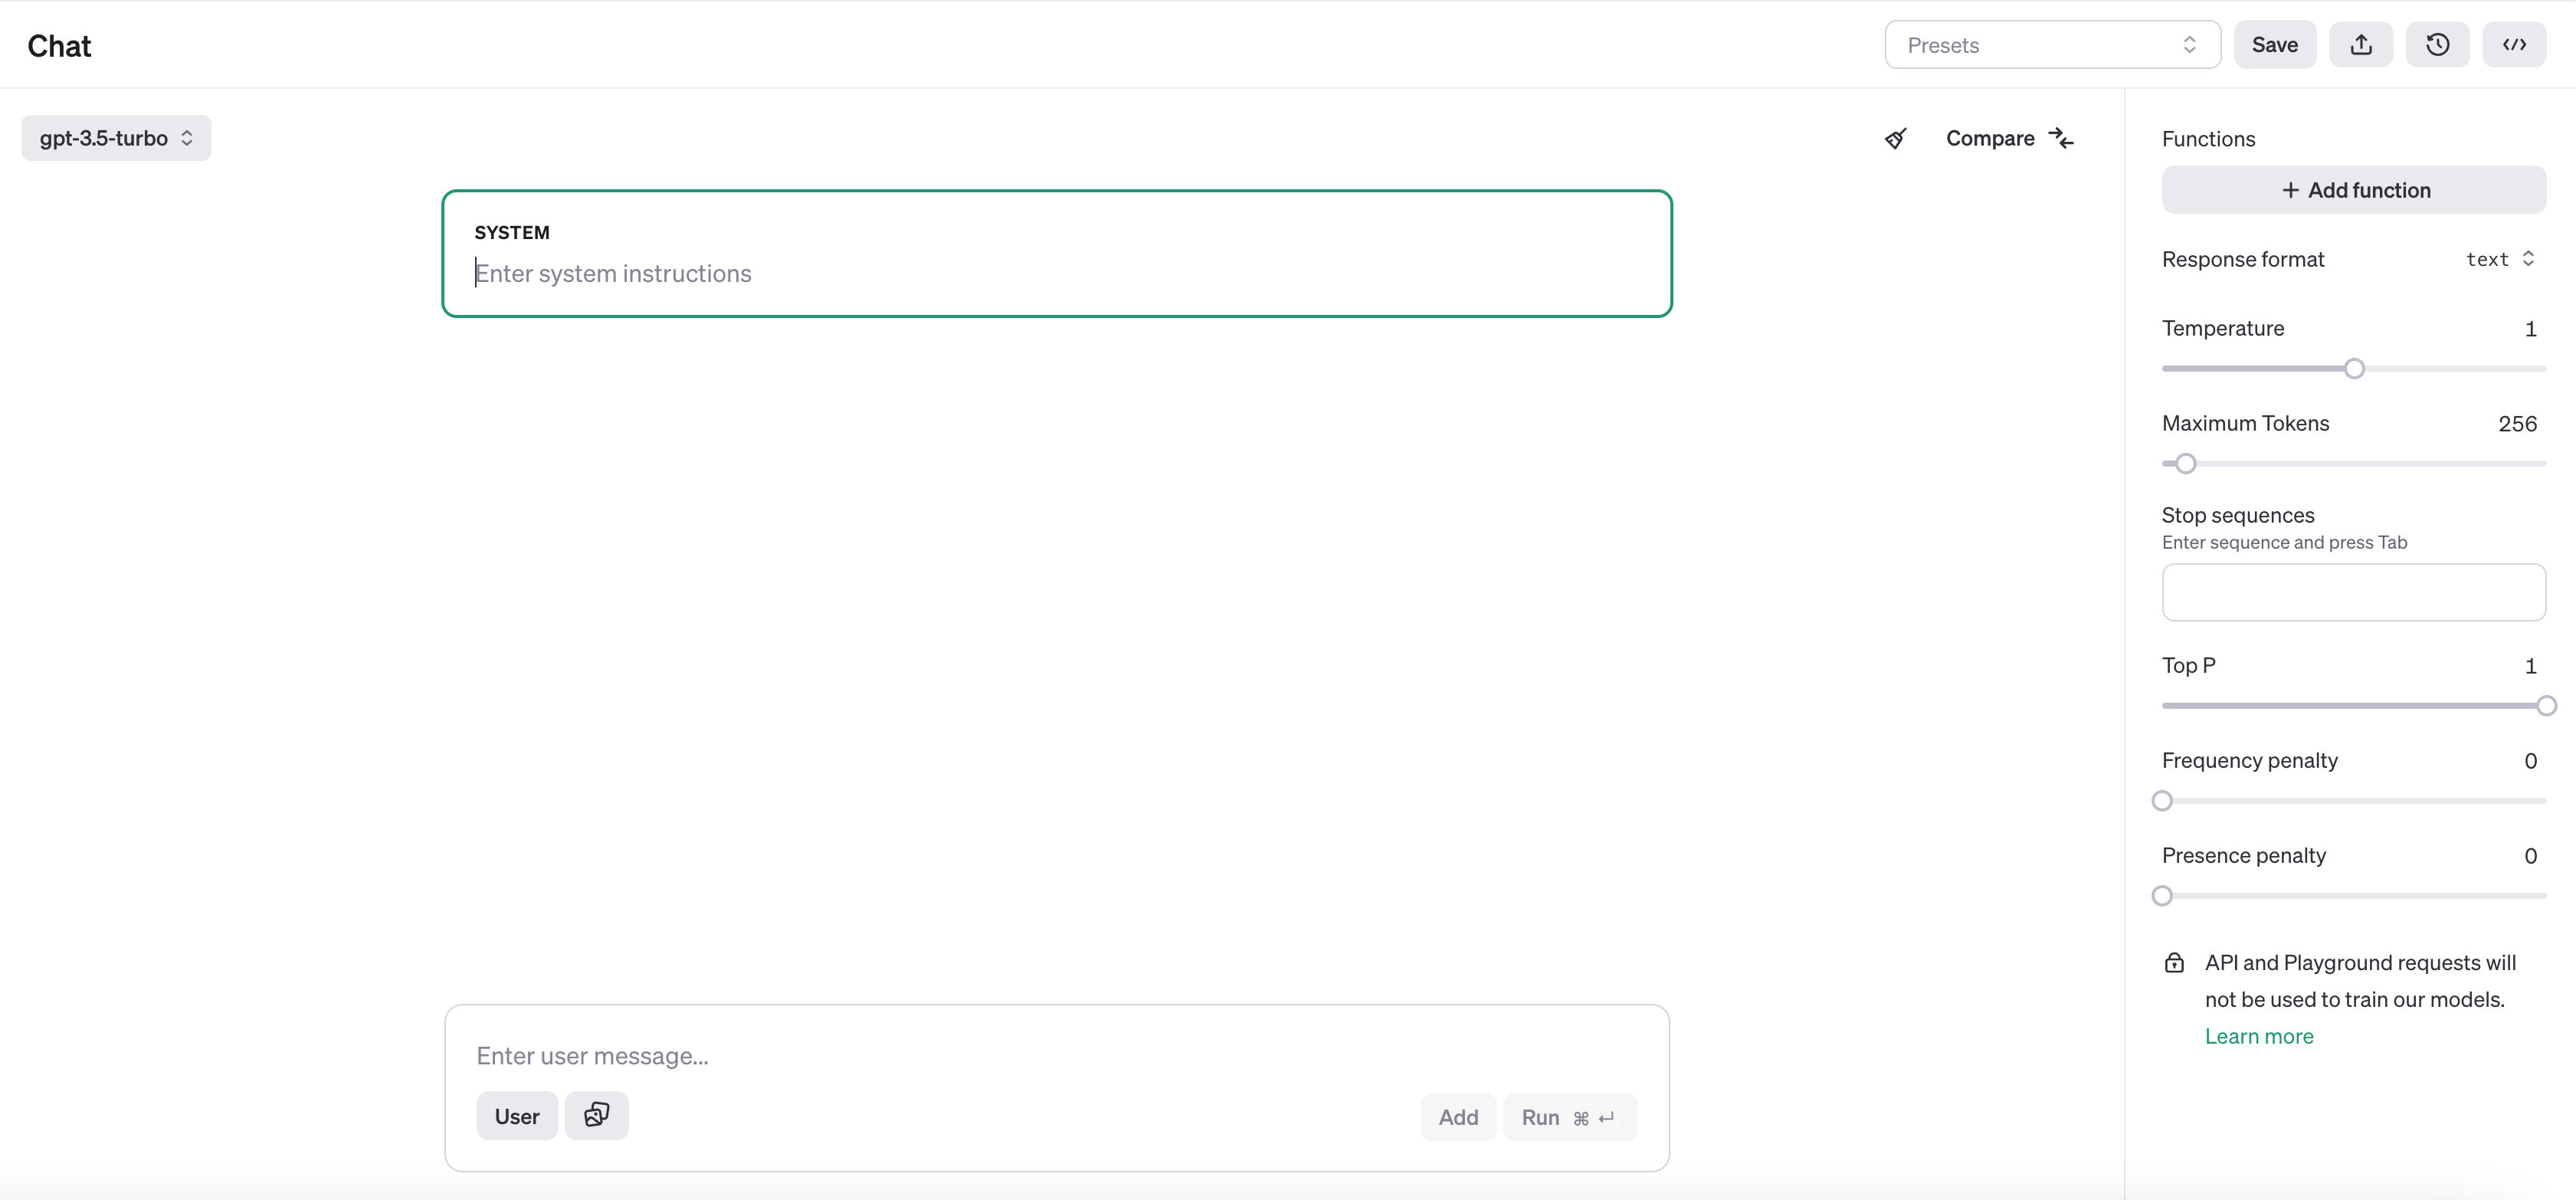 Chat
Presets
Save
gpt-3.5-turbo
Compare
SYSTEM
Enter system instructions
Enter user message...
User
Add
Run ⌘ ↵
Functions
+ Add function
Response format text
Temperature 1
Maximum Tokens 256
Stop sequences
Enter sequence and press Tab
Top P 1
Frequency penalty 0
Presence penalty 0
API and Playground requests will
not be used to train our models.
Learn more